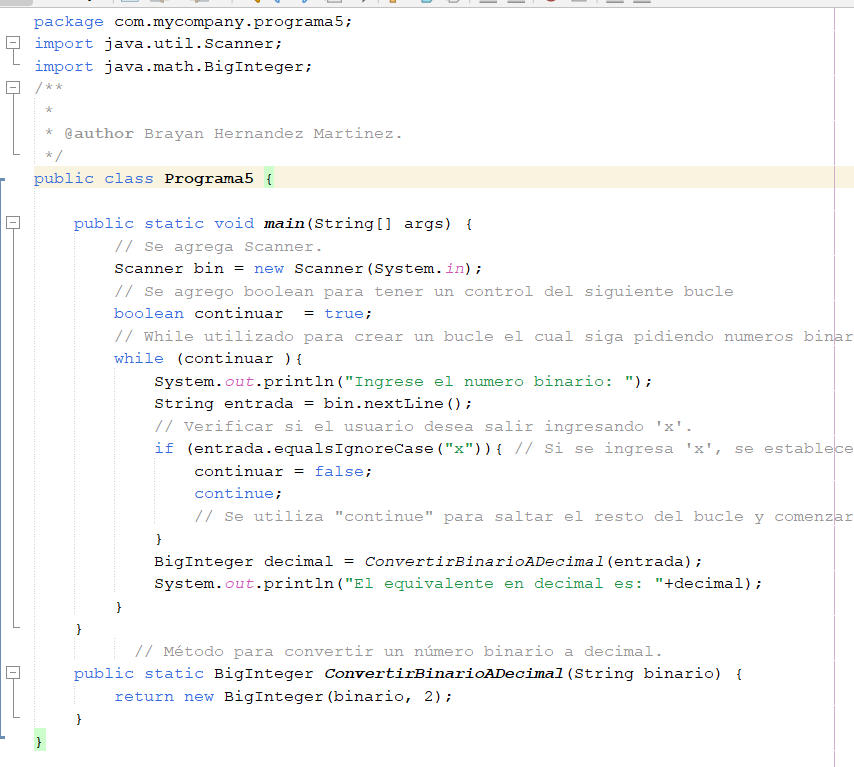 package com.mycompany.programa5;
import java.util.Scanner;
import java.math.BigInteger;
/**
 *
 * @author Brayan Hernandez Martinez.
 */
public class Programa5 {

    public static void main(String[] args) {
        // Se agrega Scanner.
        Scanner bin = new Scanner(System.in);
        // Se agrego boolean para tener un control del siguiente bucle
        boolean continuar  = true;
        // While utilizado para crear un bucle el cual siga pidiendo numeros binar
        while (continuar ){
            System.out.println("Ingrese el numero binario: ");
            String entrada = bin.nextLine();
            // Verificar si el usuario desea salir ingresando 'x'.
            if (entrada.equalsIgnoreCase("x")){ // Si se ingresa 'x', se establece
                continuar = false;
                continue;
                // Se utiliza "continue" para saltar el resto del bucle y comenzar
            }
            BigInteger decimal = ConvertirBinarioADecimal(entrada);
            System.out.println("El equivalente en decimal es: "+decimal);
        }
    }
          // Método para convertir un número binario a decimal.
    public static BigInteger ConvertirBinarioADecimal(String binario) {
        return new BigInteger(binario, 2);
    }
}